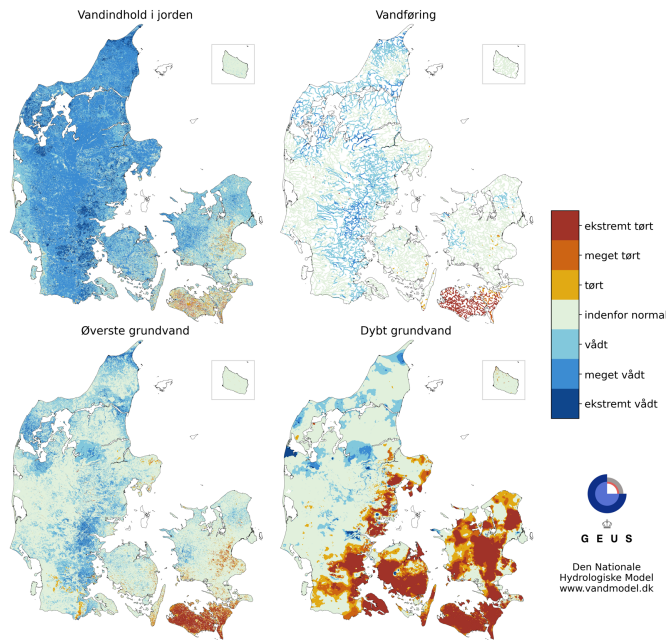 Vandindhold i jorden
Vandføring
Øverste grundvand
Dybt grundvand
ekstremt tørt
meget tørt
tørt
indenfor normal
vådt
meget vådt
ekstremt vådt
G E U S
Den Nationale
Hydrologiske Model
www.vandmodel.dk